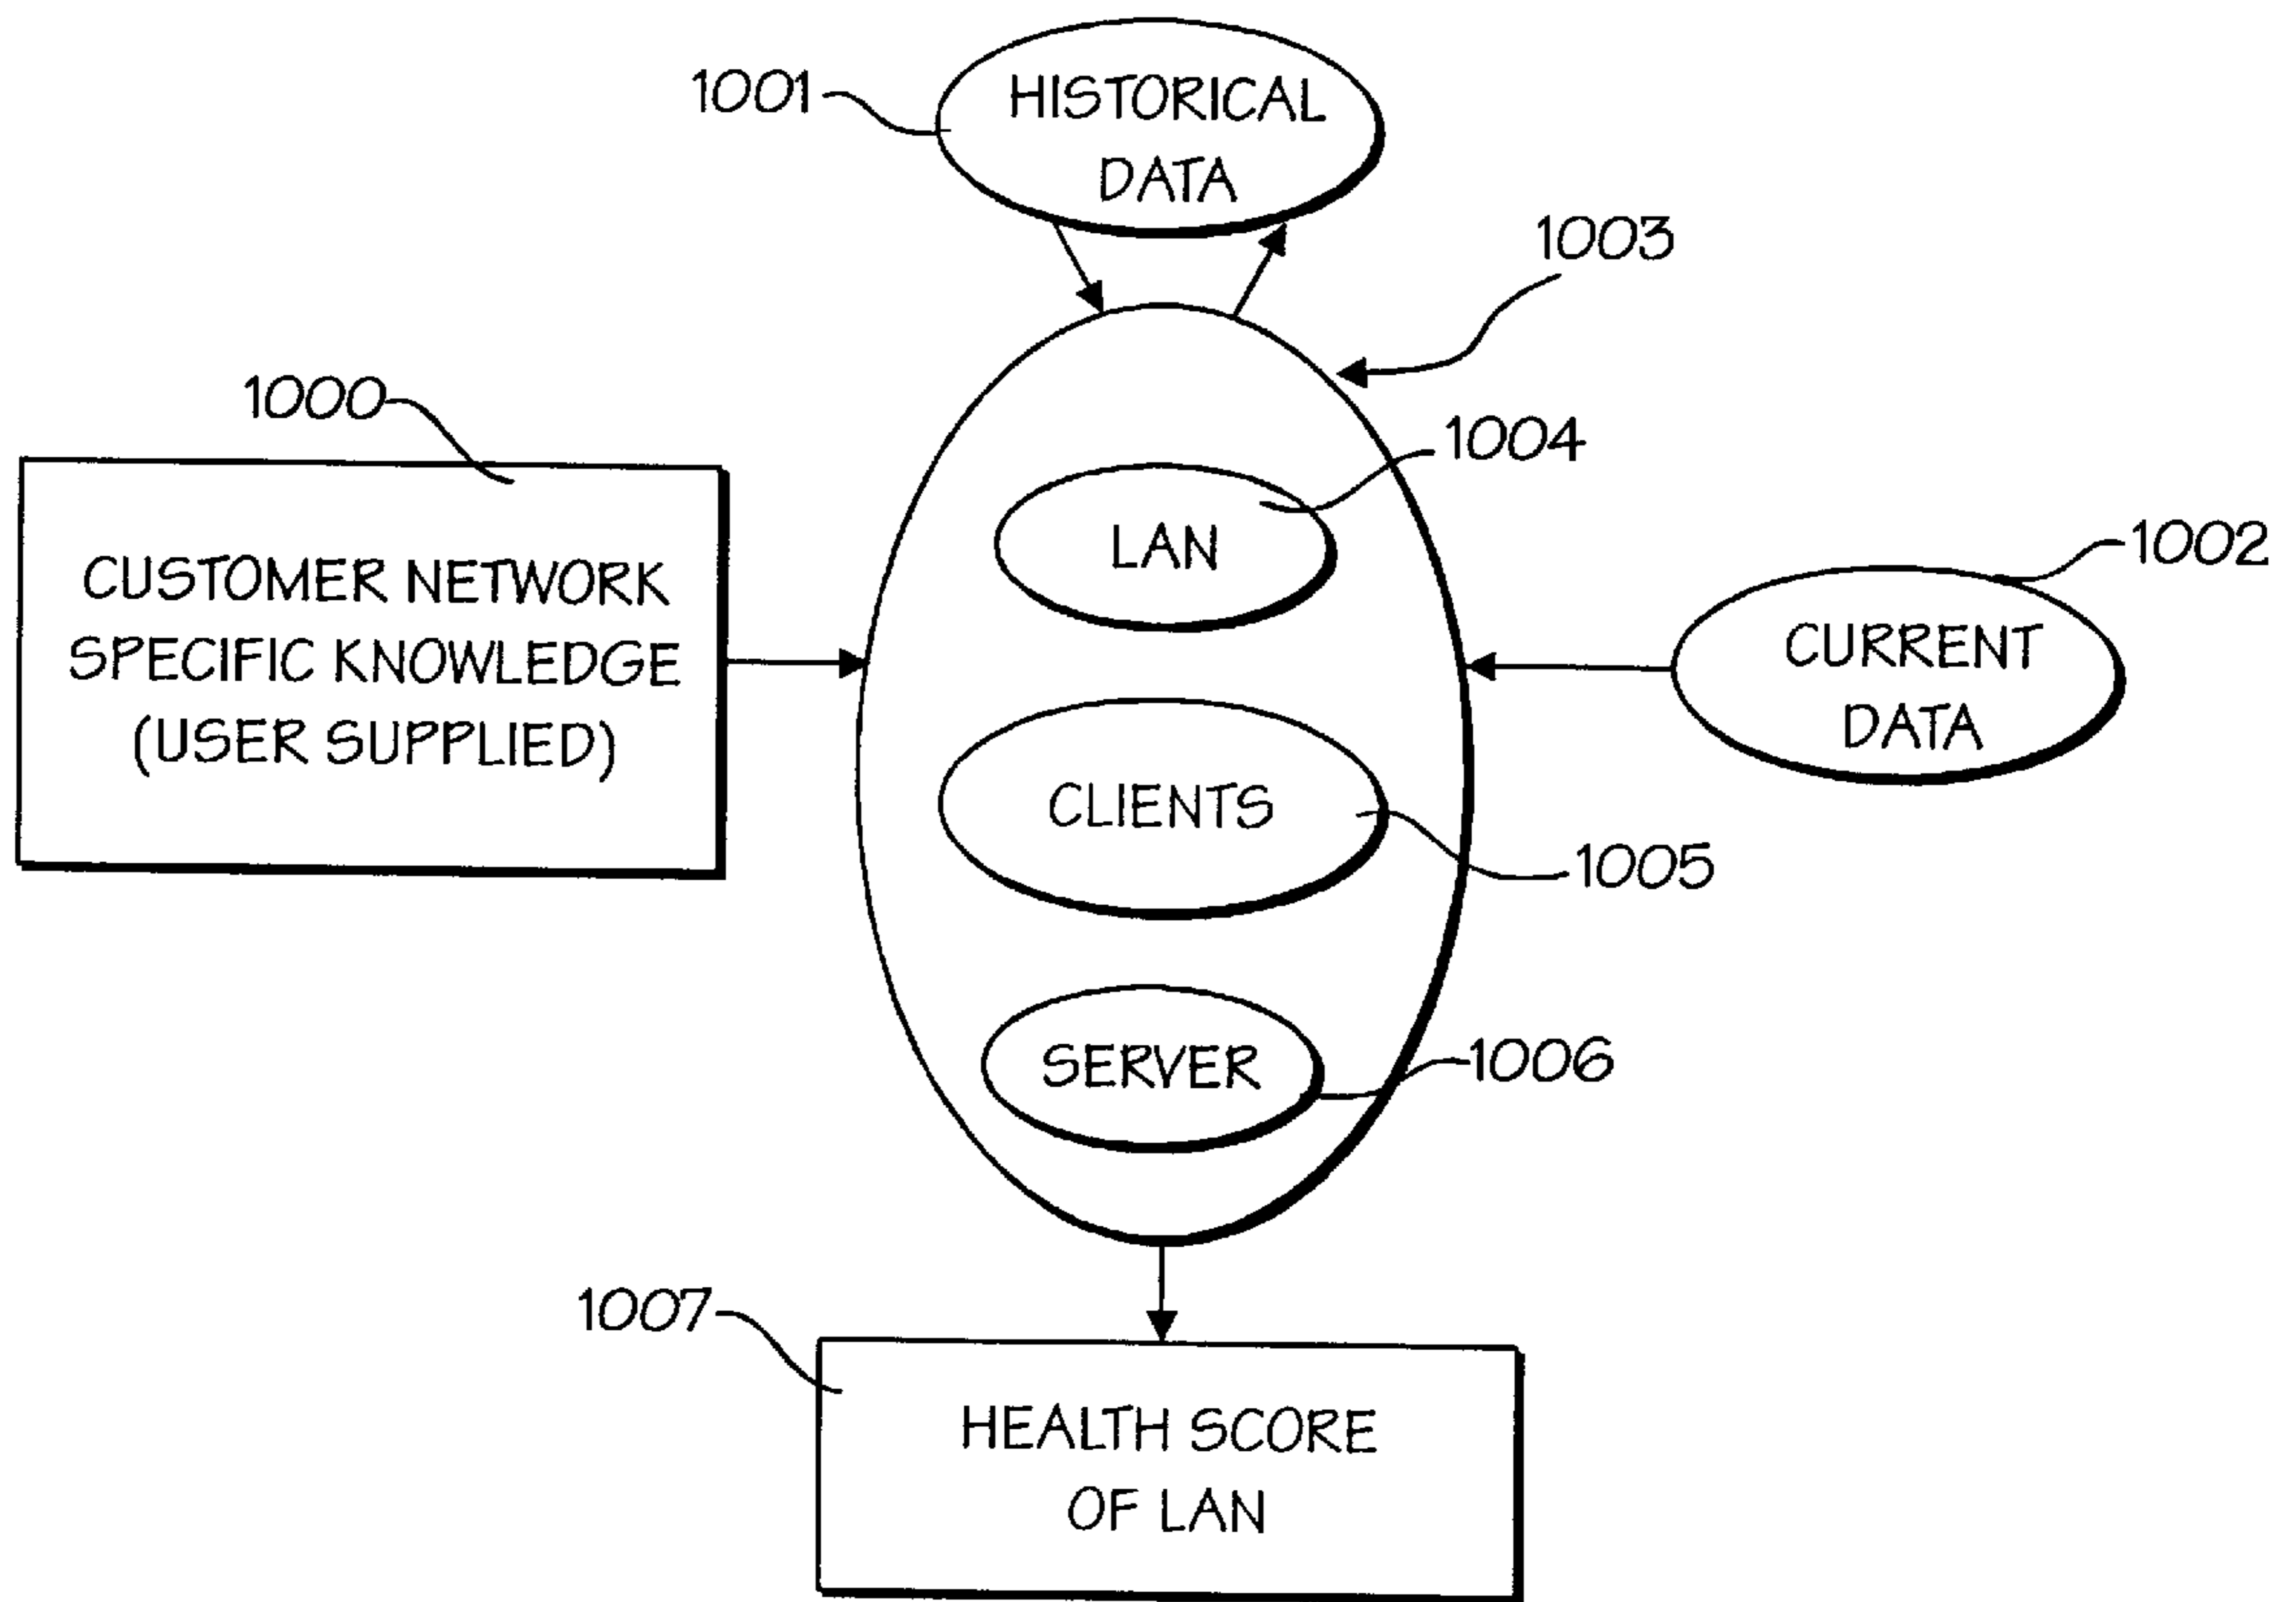 1001
HISTORICAL
DATA
1003
1000
1004
LAN
1002
CUSTOMER NETWORK
SPECIFIC KNOWLEDGE
(USER SUPPLIED)
CURRENT
DATA
CLIENTS
1005
SERVER
1006
1007
HEALTH SCORE
OF LAN